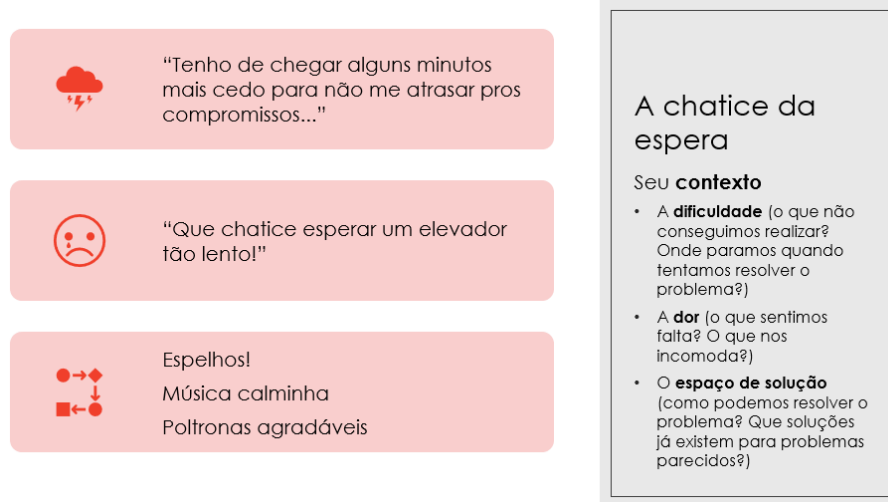 “Tenho de chegar alguns minutos
mais cedo para não me atrasar pros
compromissos...”
“Que chatice esperar um elevador
tão lento!”
Espelhos!
Música calminha
Poltronas agradáveis
A chatice da
espera
Seu contexto
• A dificuldade (o que não
conseguimos realizar?
Onde paramos quando
tentamos resolver o
problema?)
• A dor (o que sentimos
falta? O que nos
incomoda?)
• O espaço de solução
(como podemos resolver o
problema? Que soluções
já existem para problemas
parecidos?)